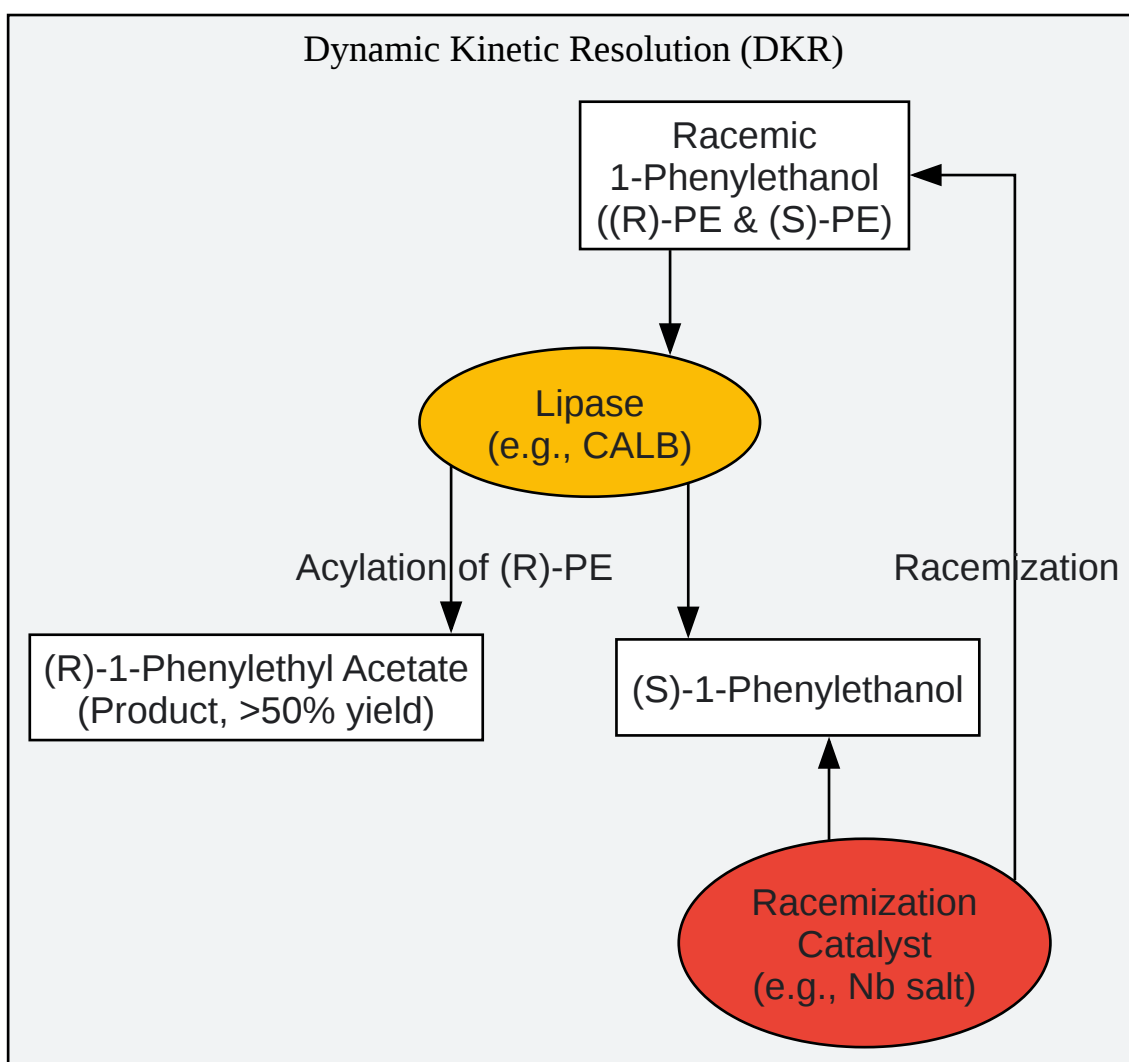 Dynamic Kinetic Resolution (DKR)
Racemic
1-Phenylethanol
((R)-PE & (S)-PE)
Lipase
(e.g., CALB)
Acylation of (R)-PE
Racemization
(R)-1-Phenylethyl Acetate
(Product, >50% yield)
(S)-1-Phenylethanol
Racemization
Catalyst
(e.g., Nb salt)